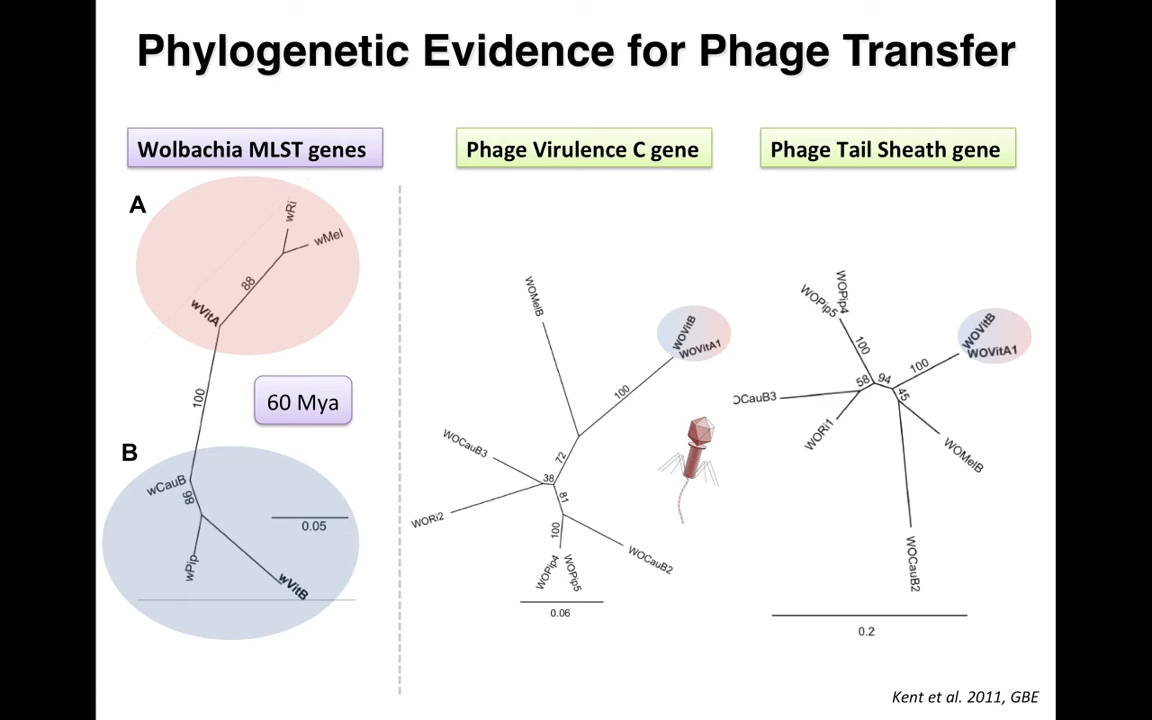 Phylogenetic Evidence for Phage Transfer
Wolbachia MLST genes
Phage Virulence C gene
Phage Tail Sheath gene
A
wRi
wMel
88
wVitA
100
60 Mya
B
wCauB
98
0.05
wPip
wVitB
WOMelB
WOVitB
WOVitA1
100
72
WOCauB3
38
81
WORi2
100
WOCauB2
WOPip4
WOPip5
0.06
WOPip4
WOPip5
100
WOVitB
WOVitA1
100
58
94
45
OCauB3
WORi1
WOMelB
WOCauB2
0.2
Kent et al. 2011, GBE